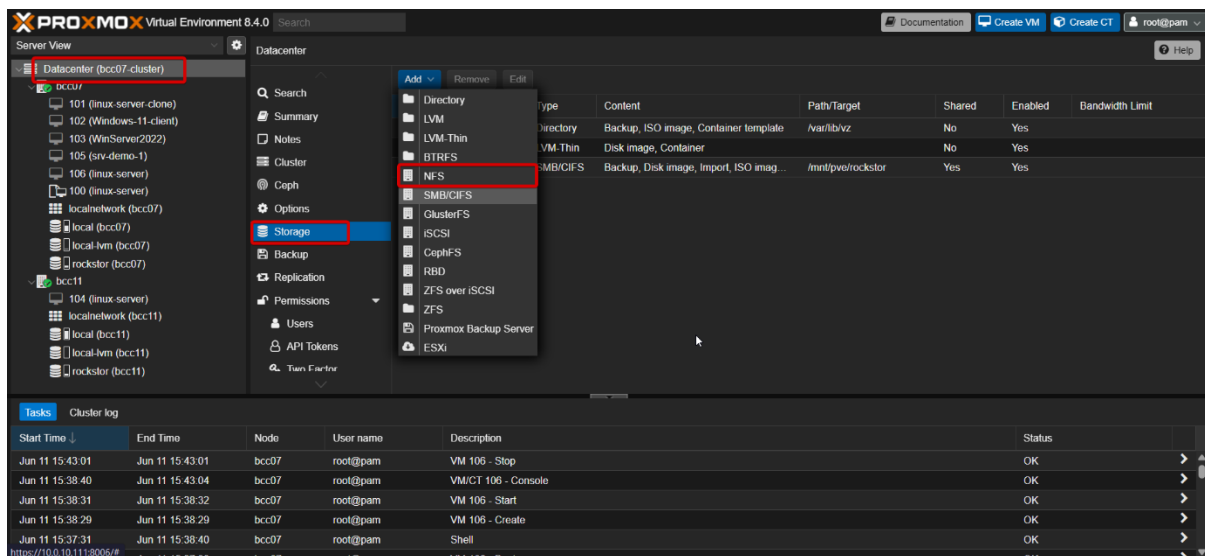 PROXMOX Virtual Environment 8.4.0 Search Documentation Create VM Create CT root@pam
Server View
Datacenter
Help
Datacenter (bcc07-cluster)
bcc07
101 (linux-server-clone)
102 (Windows-11-client)
103 (WinServer2022)
105 (srv-demo-1)
106 (linux-server)
100 (linux-server)
localnetwork (bcc07)
local (bcc07)
local-lvm (bcc07)
rockstor (bcc07)
bcc11
104 (linux-server)
localnetwork (bcc11)
local (bcc11)
local-lvm (bcc11)
rockstor (bcc11)
Search
Summary
Notes
Cluster
Ceph
Options
Storage
Backup
Replication
Permissions
Users
API Tokens
Two Factor
Add Remove Edit
Directory
LVM
LVM-Thin
BTRFS
NFS
SMB/CIFS
GlusterFS
iSCSI
CephFS
RBD
ZFS over iSCSI
ZFS
Proxmox Backup Server
ESXi
Type Content Path/Target Shared Enabled Bandwidth Limit
Directory Backup, ISO image, Container template /var/lib/vz No Yes
LVM-Thin Disk image, Container No Yes
SMB/CIFS Backup, Disk image, Import, ISO imag... /mnt/pve/rockstor Yes Yes
Tasks Cluster log
Start Time End Time Node User name Description Status
Jun 11 15:43:01 Jun 11 15:43:01 bcc07 root@pam VM 106 - Stop OK
Jun 11 15:38:40 Jun 11 15:43:04 bcc07 root@pam VM/CT 106 - Console OK
Jun 11 15:38:31 Jun 11 15:38:32 bcc07 root@pam VM 106 - Start OK
Jun 11 15:38:29 Jun 11 15:38:29 bcc07 root@pam VM 106 - Create OK
Jun 11 15:37:31 Jun 11 15:38:40 bcc07 root@pam Shell OK
https://10.0.10.111:8006/#